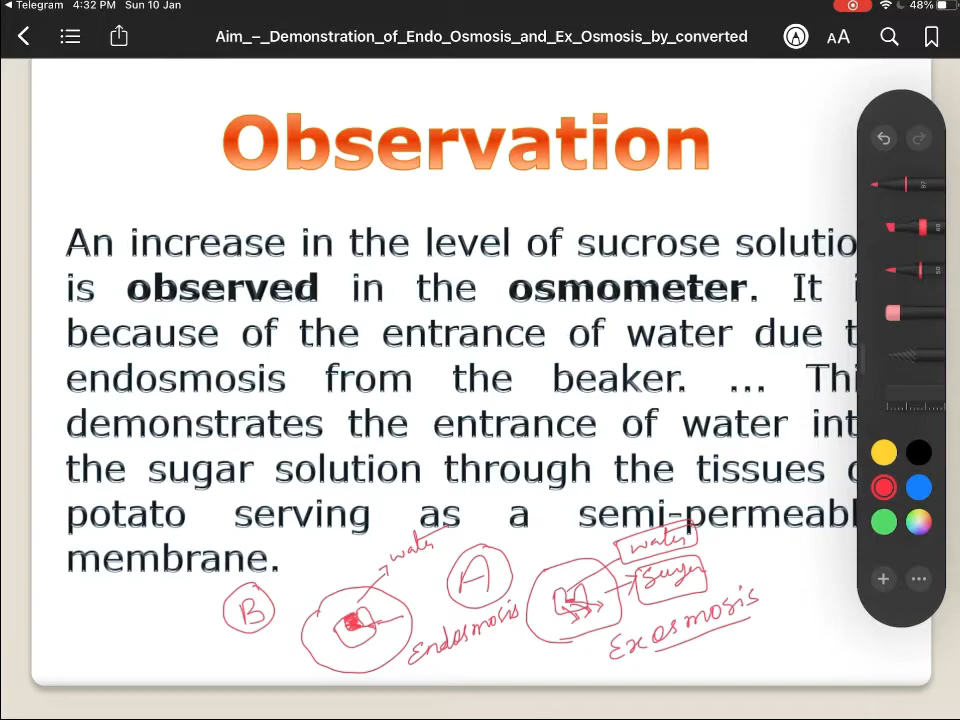 Telegram 4:32 PM Sun 10 Jan 48%
Aim_–_Demonstration_of_Endo_Osmosis_and_Ex_Osmosis_by_converted
AA
Observation
An increase in the level of sucrose solutio
is observed in the osmometer. It i
because of the entrance of water due t
endosmosis from the beaker. ... Thi
demonstrates the entrance of water int
the sugar solution through the tissues o
potato serving as a semi-permeabl
membrane.
water
B
Endosmosis
A
water
Sugar
Exosmosis
97
80
50